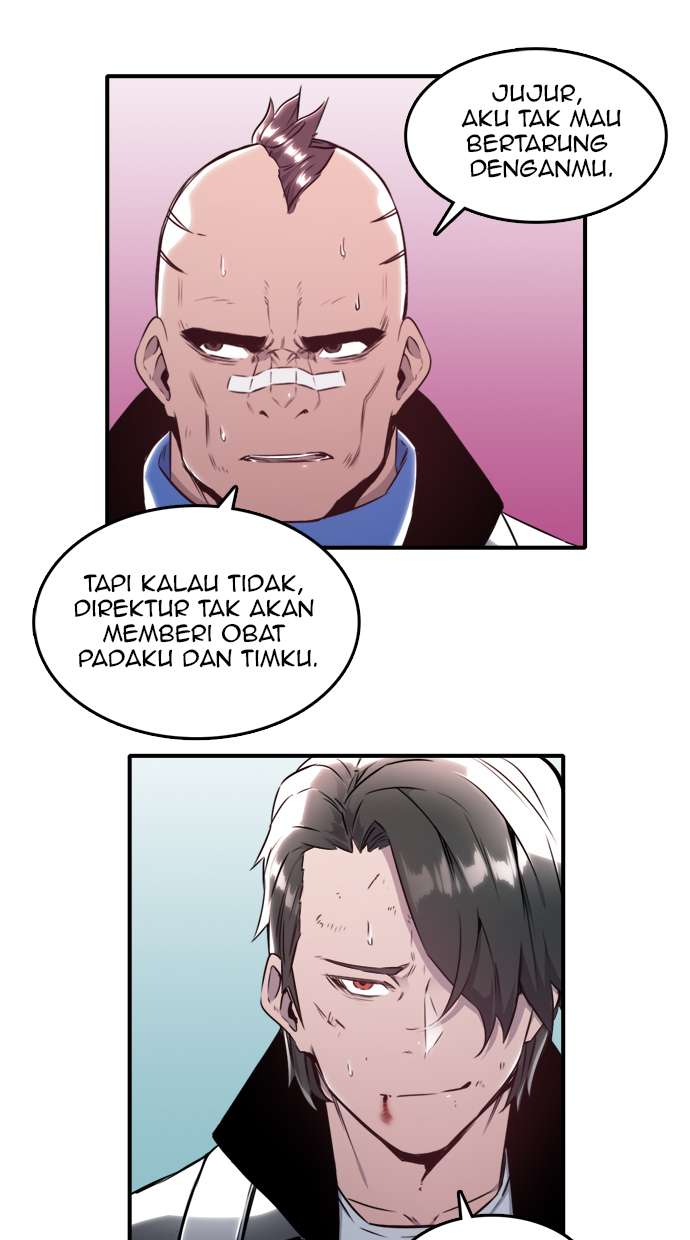 JUJUR,
AKU TAK MAU
BERTARUNG
DENGANMU.
TAPI KALAU TIDAK,
DIREKTUR TAK AKAN
MEMBERI OBAT
PADAKU DAN TIMKU.